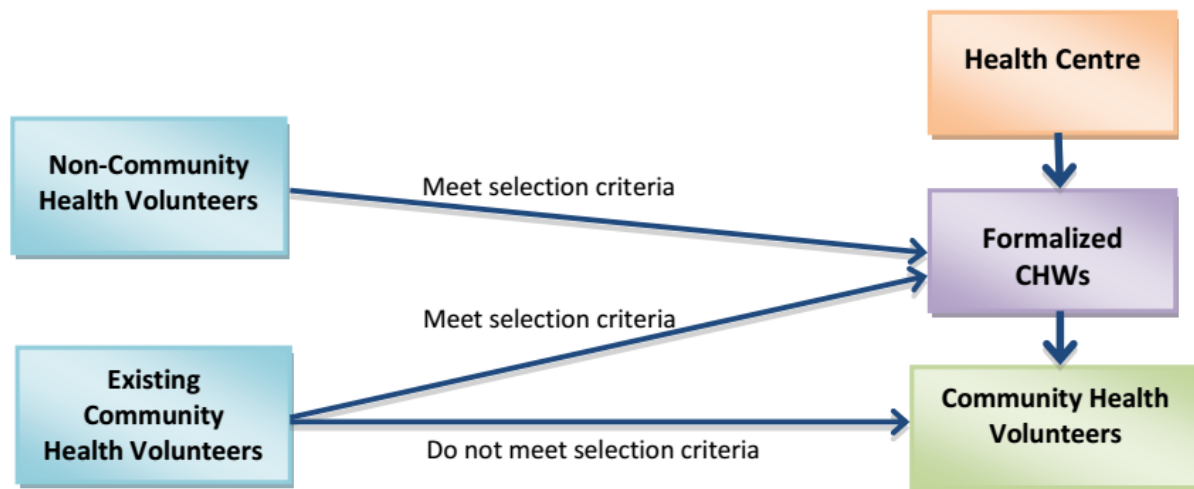 Health Centre
Non-Community
Health Volunteers
Meet selection criteria
Formalized
CHWs
Meet selection criteria
Existing
Community
Health Volunteers
Community Health
Volunteers
Do not meet selection criteria